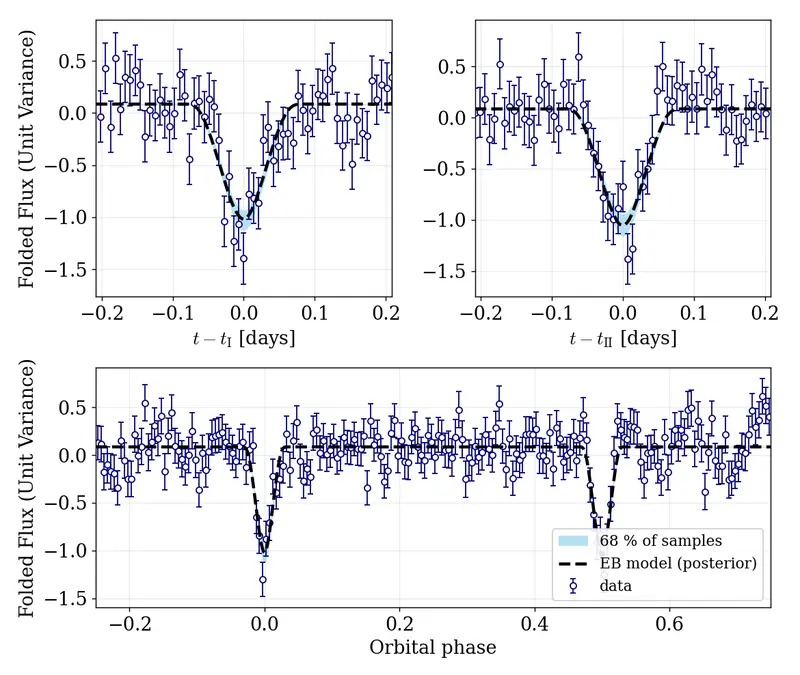 Folded Flux (Unit Variance)
0.5
0.0
−0.5
−1.0
−1.5
−0.2 −0.1 0.0 0.1 0.2
t − tI [days]
0.5
0.0
−0.5
−1.0
−1.5
−0.2 −0.1 0.0 0.1 0.2
t − tII [days]
Folded Flux (Unit Variance)
0.5
0.0
−0.5
−1.0
−1.5
68 % of samples
EB model (posterior)
data
−0.2 0.0 0.2 0.4 0.6
Orbital phase